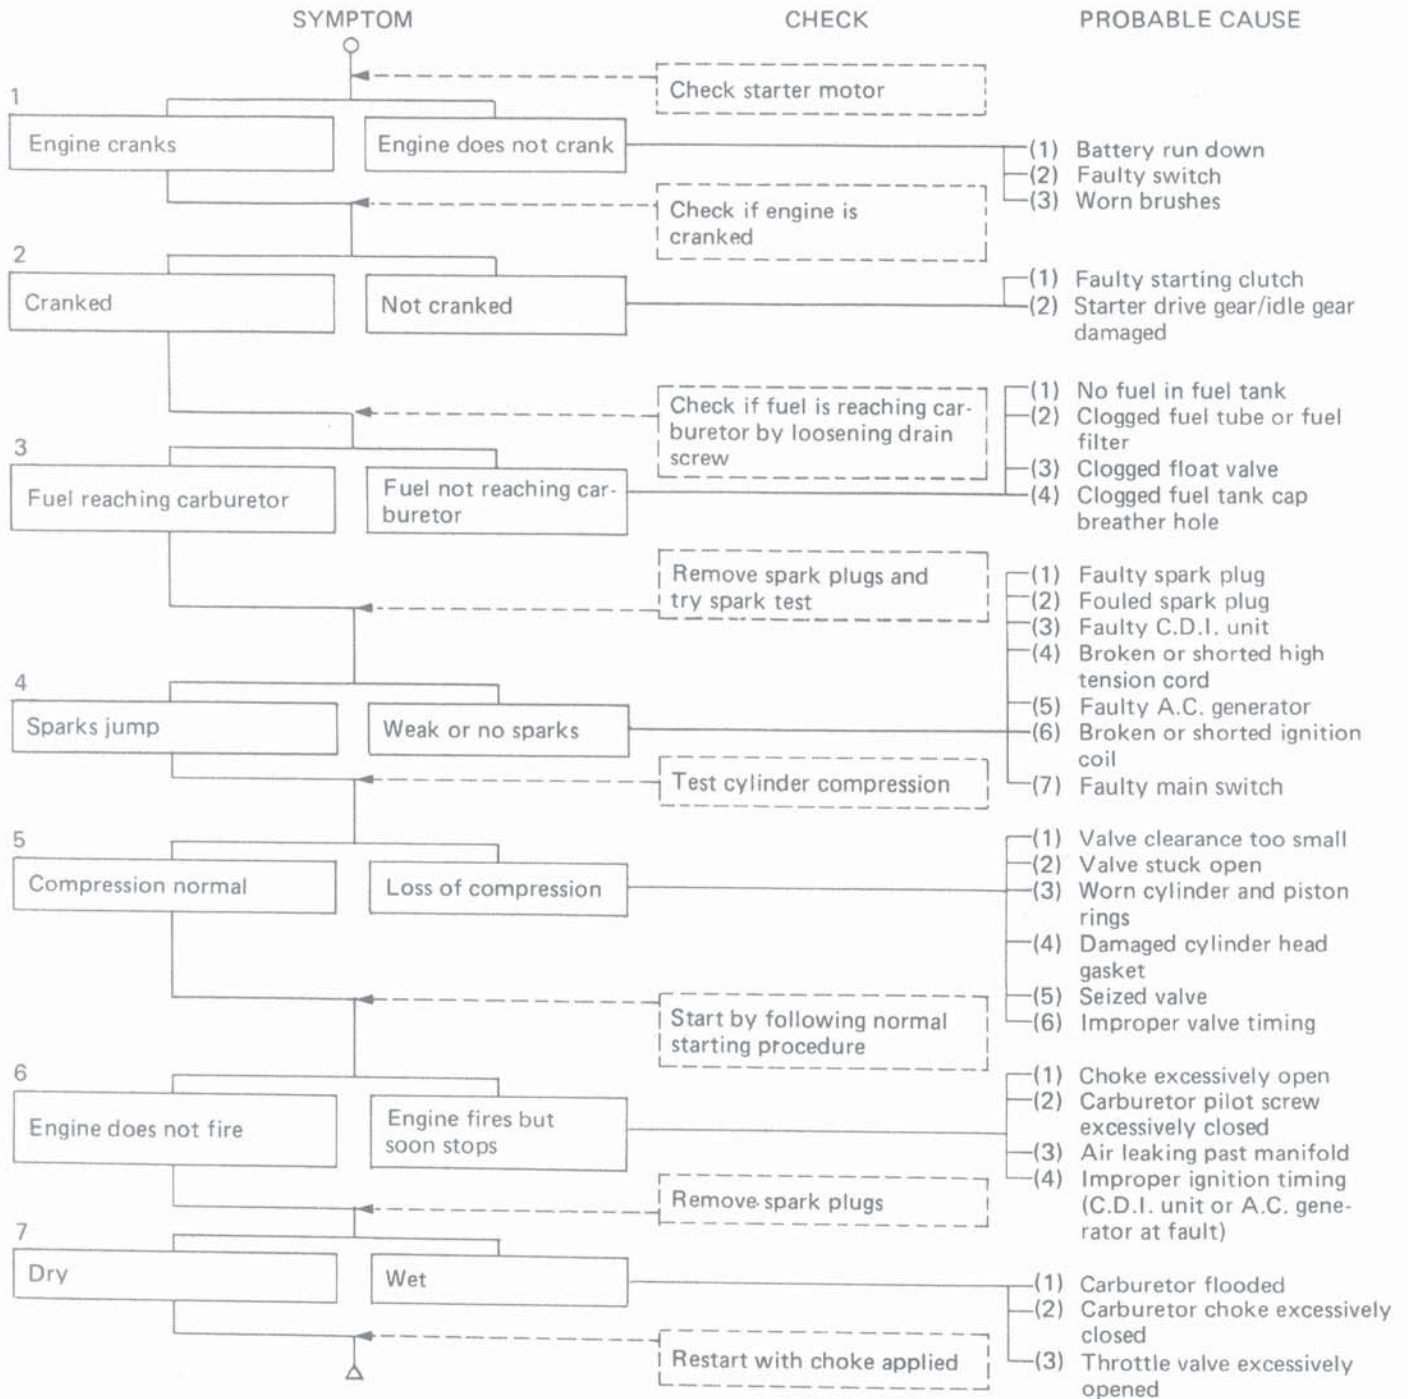 SYMPTOM
CHECK
PROBABLE CAUSE
Check starter motor
1
Engine cranks
Engine does not crank
(1) Battery run down
(2) Faulty switch
(3) Worn brushes
Check if engine is
cranked
2
Cranked
Not cranked
(1) Faulty starting clutch
(2) Starter drive gear/idle gear
damaged
Check if fuel is reaching car-
buretor by loosening drain
screw
3
Fuel reaching carburetor
Fuel not reaching car-
buretor
(1) No fuel in fuel tank
(2) Clogged fuel tube or fuel
filter
(3) Clogged float valve
(4) Clogged fuel tank cap
breather hole
Remove spark plugs and
try spark test
4
Sparks jump
Weak or no sparks
(1) Faulty spark plug
(2) Fouled spark plug
(3) Faulty C.D.I. unit
(4) Broken or shorted high
tension cord
(5) Faulty A.C. generator
(6) Broken or shorted ignition
coil
(7) Faulty main switch
Test cylinder compression
5
Compression normal
Loss of compression
(1) Valve clearance too small
(2) Valve stuck open
(3) Worn cylinder and piston
rings
(4) Damaged cylinder head
gasket
(5) Seized valve
(6) Improper valve timing
Start by following normal
starting procedure
6
Engine does not fire
Engine fires but
soon stops
(1) Choke excessively open
(2) Carburetor pilot screw
excessively closed
(3) Air leaking past manifold
(4) Improper ignition timing
(C.D.I. unit or A.C. gene-
rator at fault)
Remove spark plugs
7
Dry
Wet
(1) Carburetor flooded
(2) Carburetor choke excessively
closed
(3) Throttle valve excessively
opened
Restart with choke applied